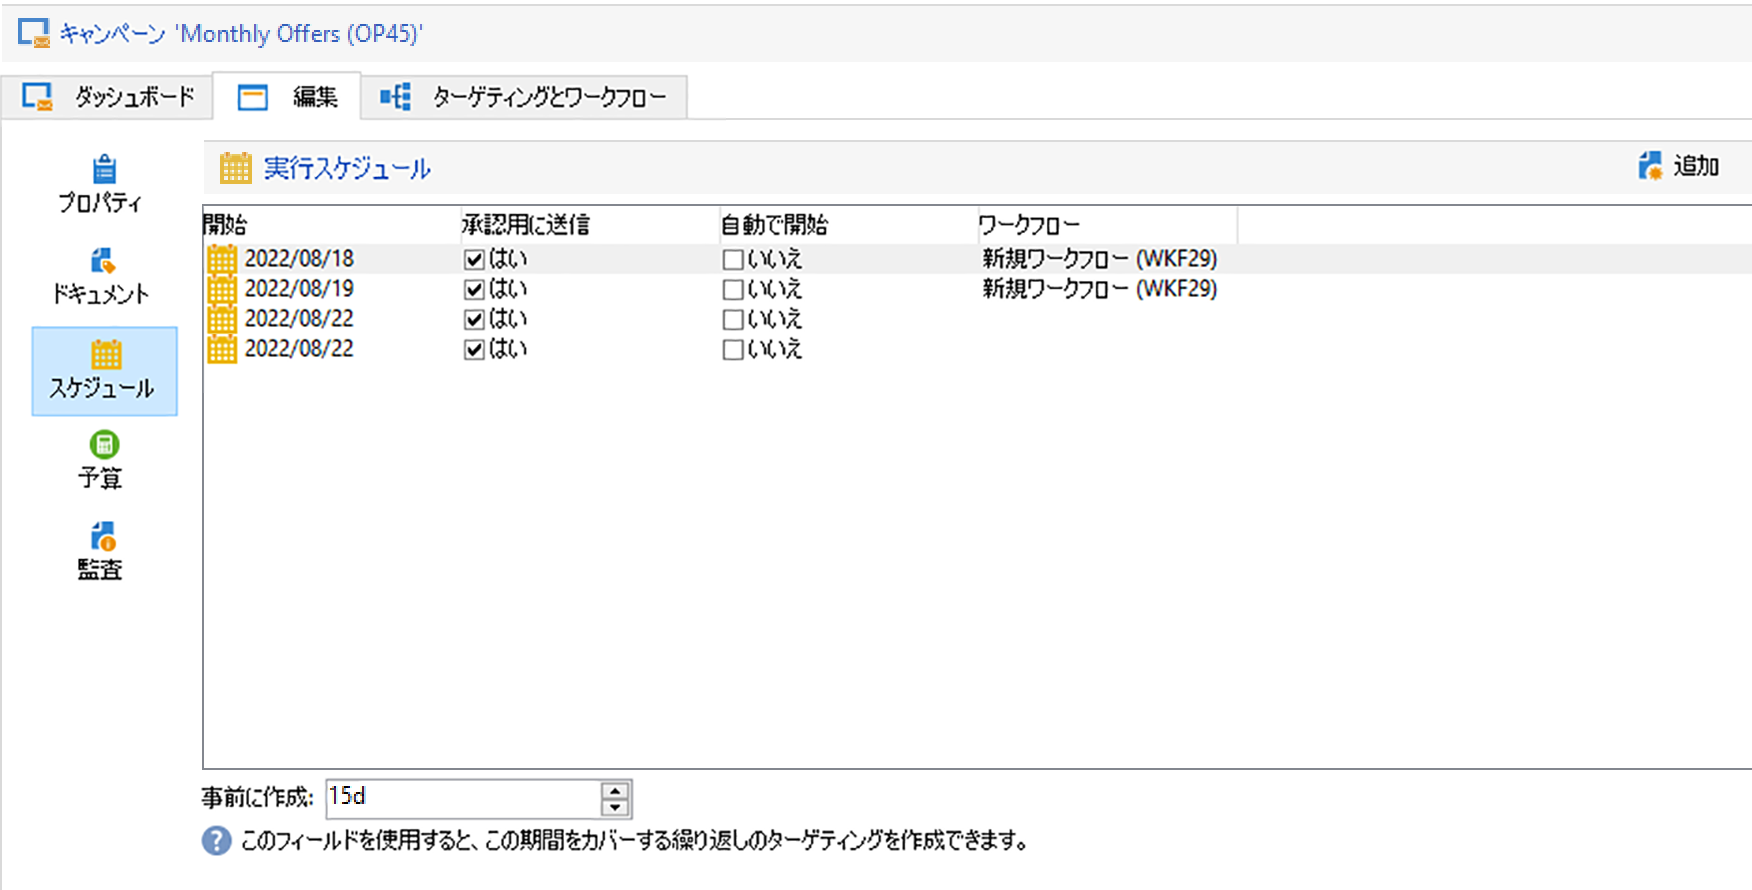 キャンペーン 'Monthly Offers (OP45)'
ダッシュボード 編集 ターゲティングとワークフロー
プロパティ
ドキュメント
スケジュール
予算
監査
実行スケジュール 追加
開始 承認用に送信 自動で開始 ワークフロー
2022/08/18 はい いいえ 新規ワークフロー (WKF29)
2022/08/19 はい いいえ 新規ワークフロー (WKF29)
2022/08/22 はい いいえ
2022/08/22 はい いいえ
事前に作成: 15d
? このフィールドを使用すると、この期間をカバーする繰り返しのターゲティングを作成できます。